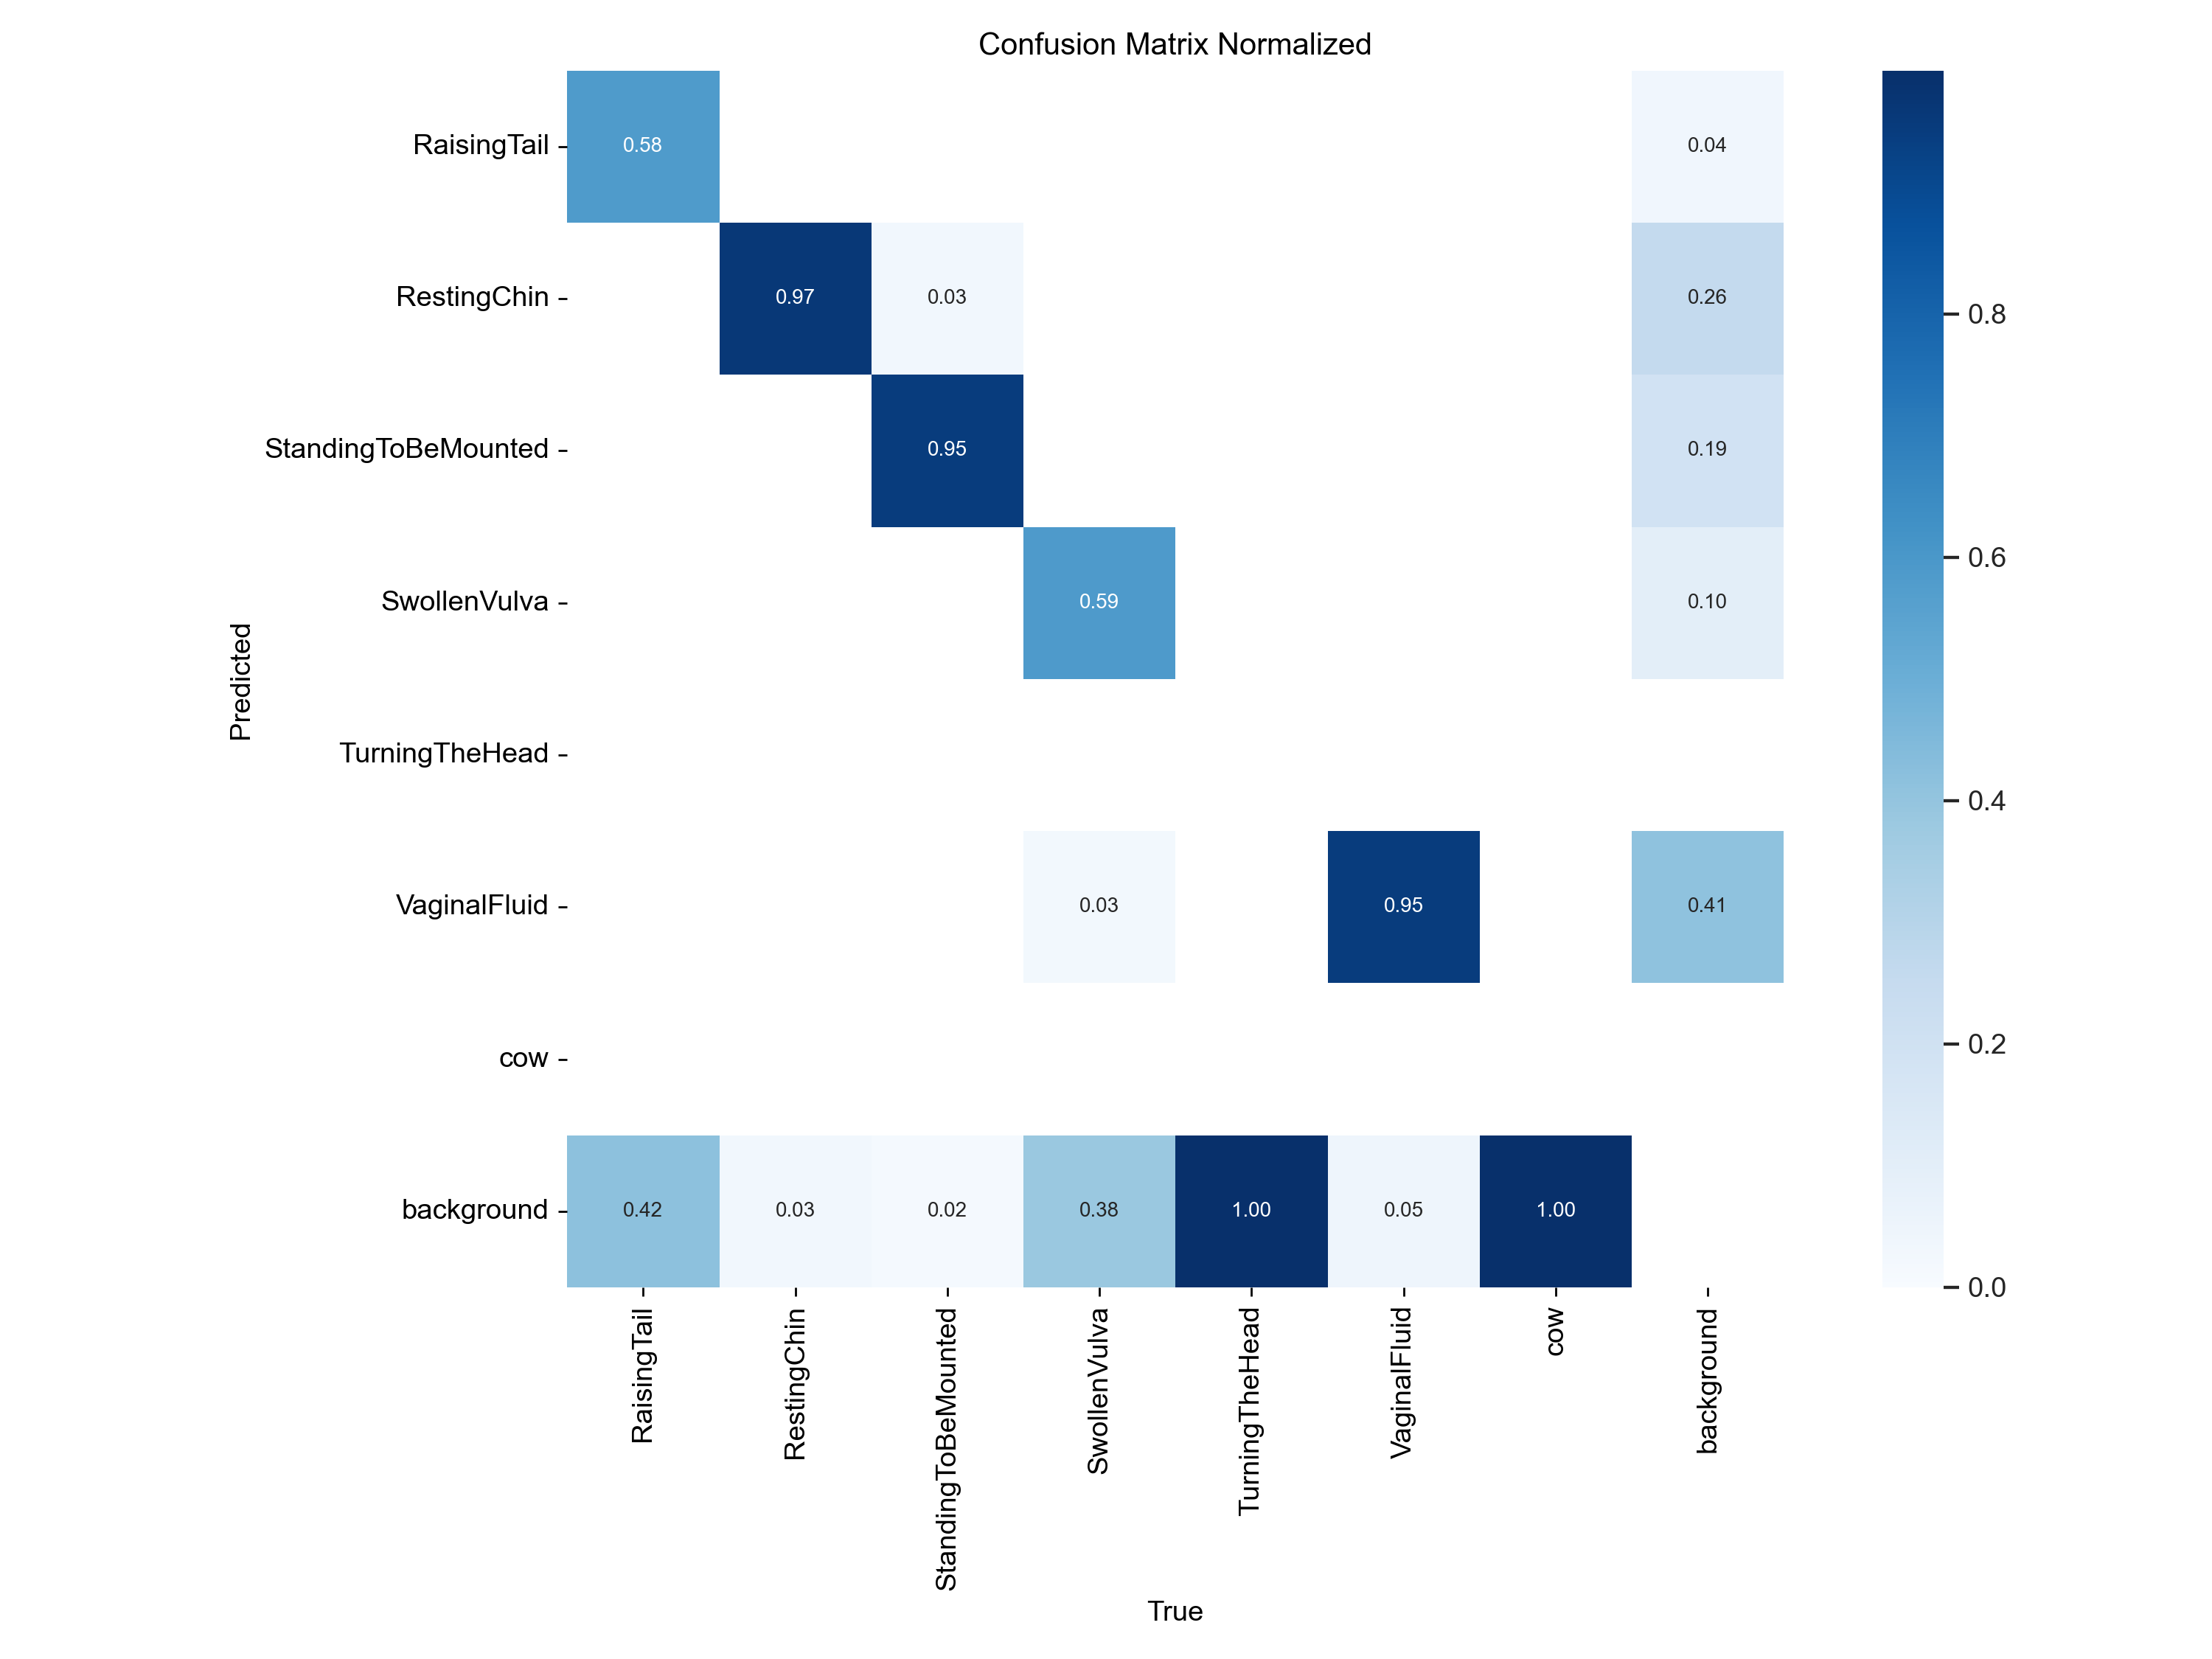 Confusion Matrix Normalized
RaisingTail
0.58
0.04
RestingChin
0.97
0.03
0.26
0.8
StandingToBeMounted
0.95
0.19
0.6
SwollenVulva
0.59
0.10
Predicted
TurningTheHead
0.4
VaginalFluid
0.03
0.95
0.41
cow
0.2
background
0.42
0.03
0.02
0.38
1.00
0.05
1.00
0.0
RaisingTail
RestingChin
StandingToBeMounted
SwollenVulva
TurningTheHead
VaginalFluid
cow
background
True